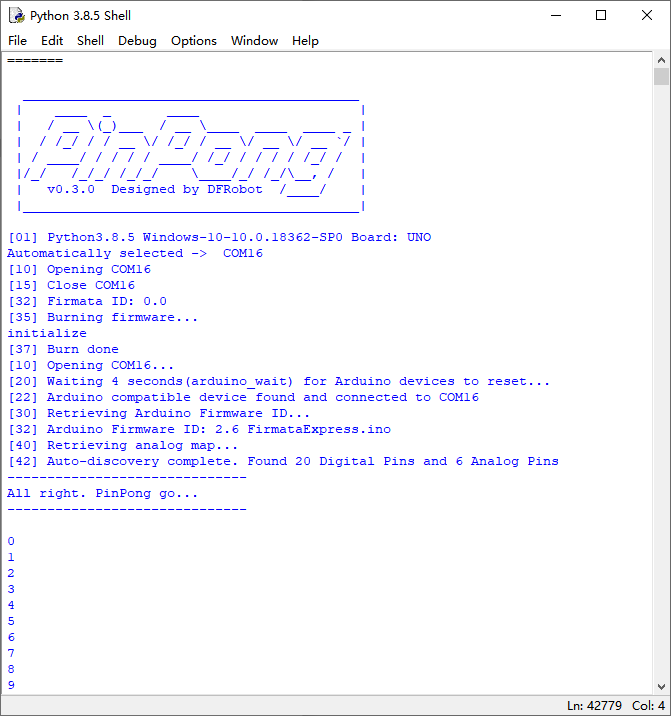 Python 3.8.5 Shell
File Edit Shell Debug Options Window Help
=======
PinPong
v0.3.0  Designed by DFRobot
[01] Python3.8.5 Windows-10-10.0.18362-SP0 Board: UNO
Automatically selected ->  COM16
[10] Opening COM16
[15] Close COM16
[32] Firmata ID: 0.0
[35] Burning firmware...
initialize
[37] Burn done
[10] Opening COM16...
[20] Waiting 4 seconds(arduino_wait) for Arduino devices to reset...
[22] Arduino compatible device found and connected to COM16
[30] Retrieving Arduino Firmware ID...
[32] Arduino Firmware ID: 2.6 FirmataExpress.ino
[40] Retrieving analog map...
[42] Auto-discovery complete. Found 20 Digital Pins and 6 Analog Pins
------------------------------
All right. PinPong go...
------------------------------
0
1
2
3
4
5
6
7
8
9
Ln: 42779 Col: 4